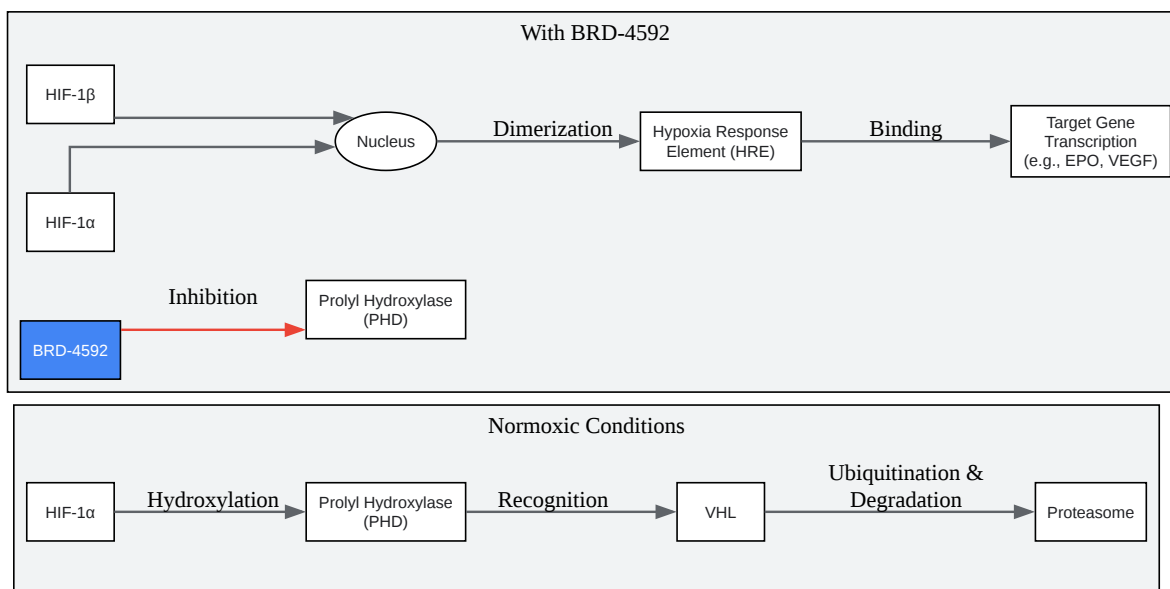 With BRD-4592
HIF-1β
Nucleus
Dimerization
Hypoxia Response
Element (HRE)
Binding
Target Gene
Transcription
(e.g., EPO, VEGF)
HIF-1α
Inhibition
Prolyl Hydroxylase
(PHD)
BRD-4592
Normoxic Conditions
HIF-1α
Hydroxylation
Prolyl Hydroxylase
(PHD)
Recognition
VHL
Ubiquitination &
Degradation
Proteasome